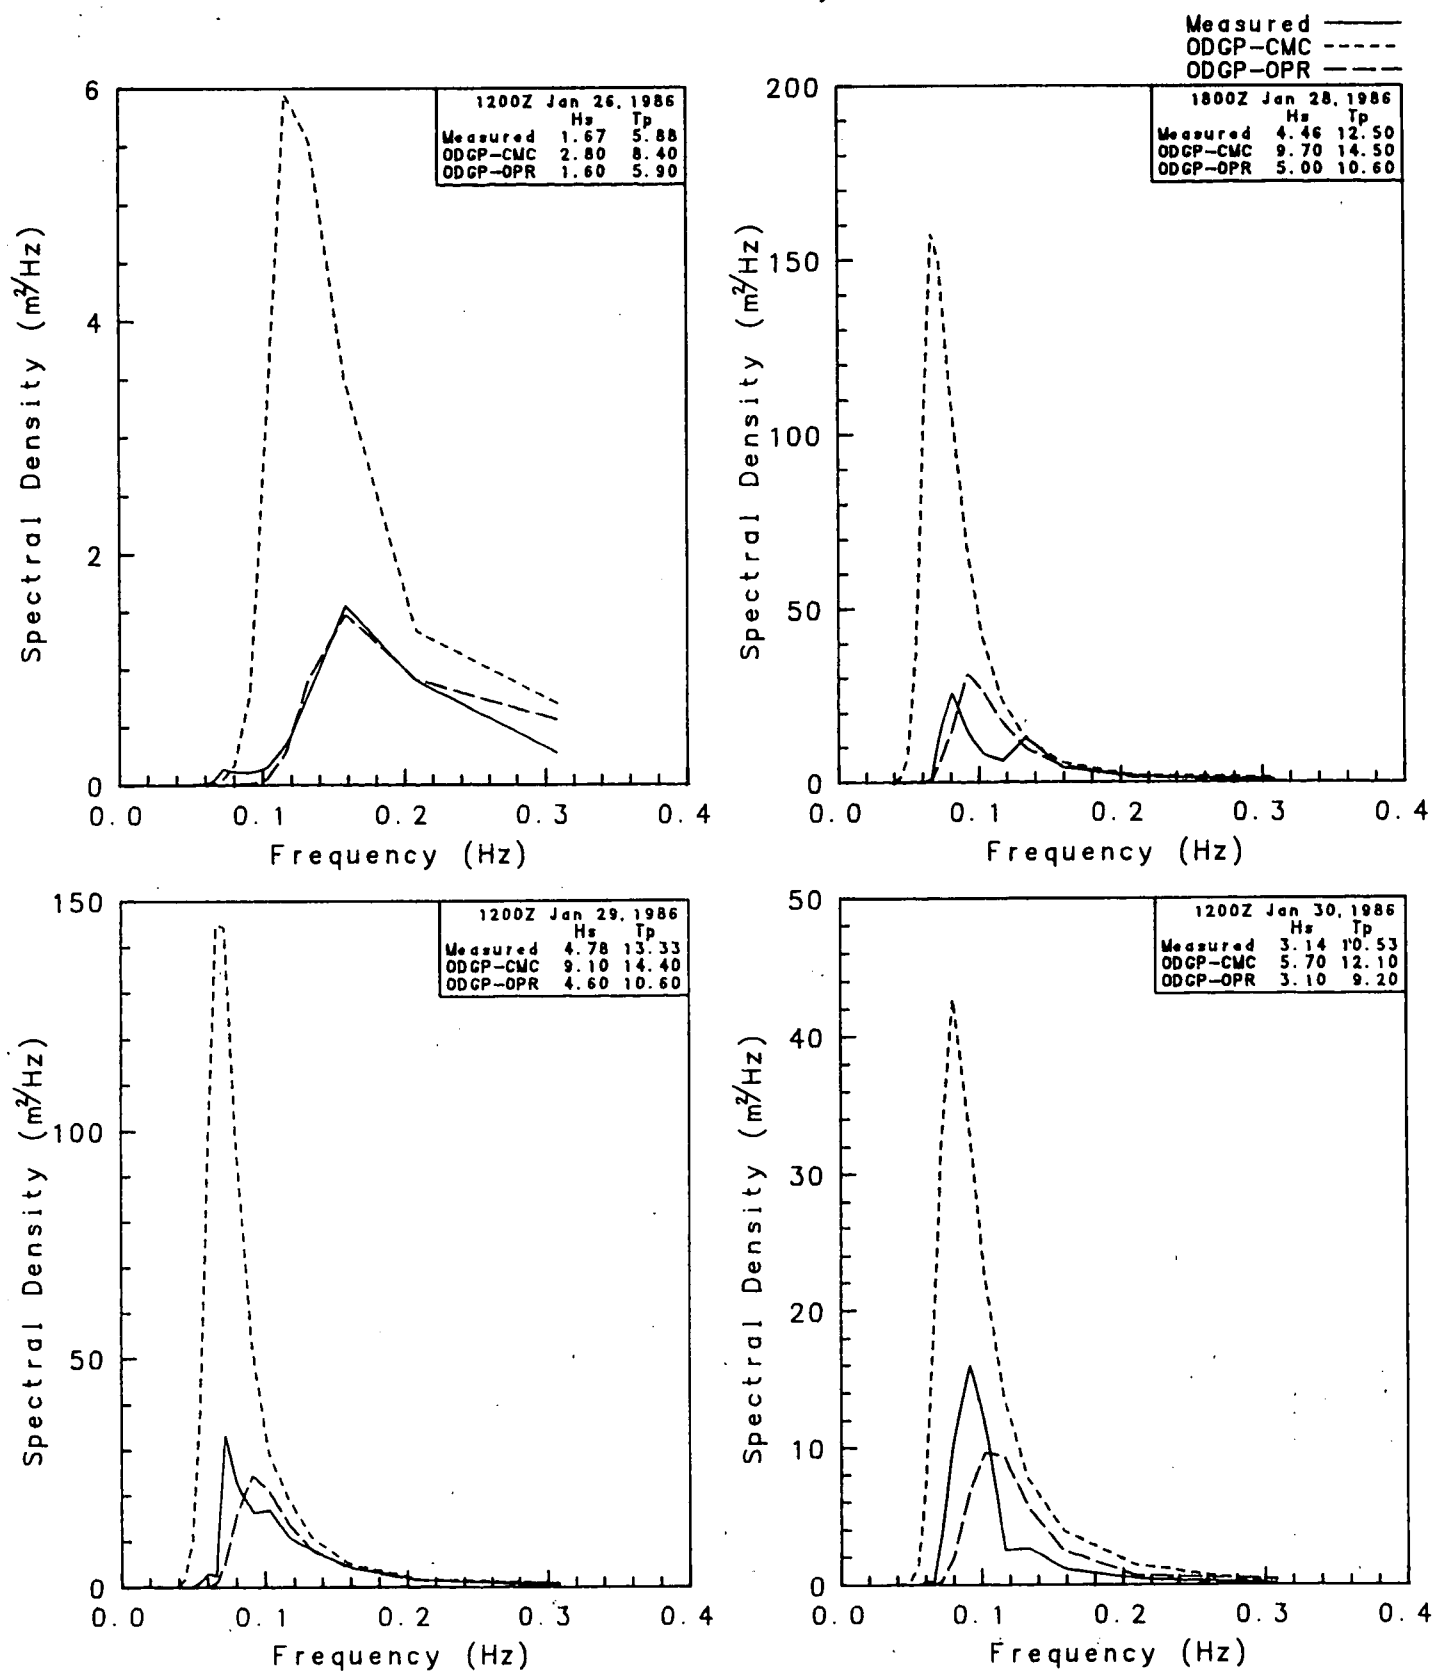 Measured
ODGP-CMC
ODGP-OPR
6
4
2
0
Spectral Density (m²/Hz)
1200Z Jan 26, 1986
Hs Tp
Measured 1.67 5.88
ODGP-CMC 2.80 8.40
ODGP-OPR 1.60 5.90
0.0 0.1 0.2 0.3 0.4
Frequency (Hz)
200
150
100
50
0
Spectral Density (m²/Hz)
1800Z Jan 28, 1986
Hs Tp
Measured 4.46 12.50
ODGP-CMC 9.70 14.50
ODGP-OPR 5.00 10.60
0.0 0.1 0.2 0.3 0.4
Frequency (Hz)
150
100
50
0
Spectral Density (m²/Hz)
1200Z Jan 29, 1986
Hs Tp
Measured 4.78 13.33
ODGP-CMC 9.10 14.40
ODGP-OPR 4.60 10.60
0.0 0.1 0.2 0.3 0.4
Frequency (Hz)
50
40
30
20
10
0
Spectral Density (m²/Hz)
1200Z Jan 30, 1986
Hs Tp
Measured 3.14 10.53
ODGP-CMC 5.70 12.10
ODGP-OPR 3.10 9.20
0.0 0.1 0.2 0.3 0.4
Frequency (Hz)